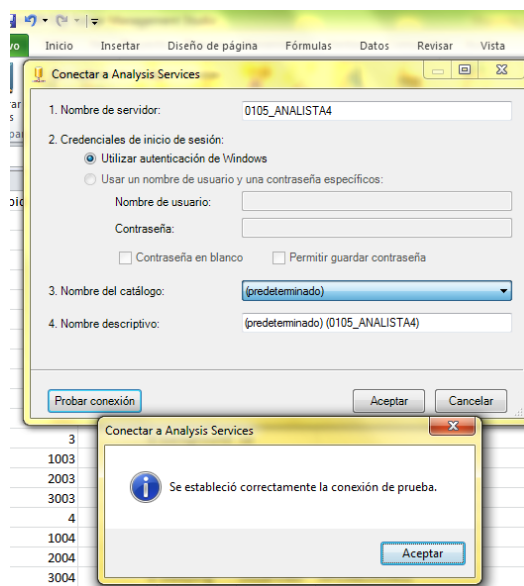 Management Studio
vo Inicio Insertar Diseño de página Fórmulas Datos Revisar Vista
Conectar a Analysis Services
1. Nombre de servidor: 0105_ANALISTA4
2. Credenciales de inicio de sesión:
Utilizar autenticación de Windows
Usar un nombre de usuario y una contraseña específicos:
Nombre de usuario:
Contraseña:
Contraseña en blanco Permitir guardar contraseña
3. Nombre del catálogo: (predeterminado)
4. Nombre descriptivo: (predeterminado) (0105_ANALISTA4)
Probar conexión Aceptar Cancelar
Conectar a Analysis Services
3
1003
Se estableció correctamente la conexión de prueba.
2003
3003
4
1004
Aceptar
2004
3004